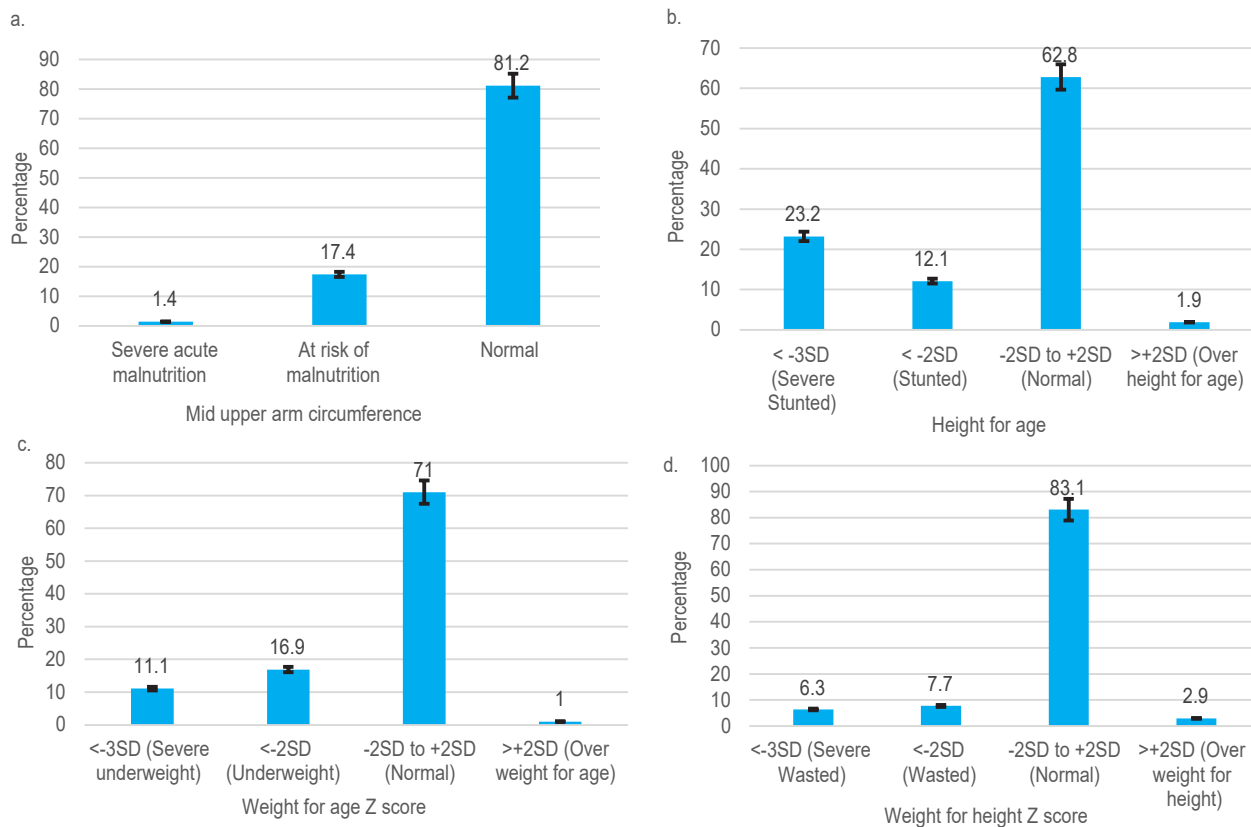 a.
90
80
70
60
50
40
30
20
10
0
Percentage
1.4
17.4
81.2
Severe acute
malnutrition
At risk of
malnutrition
Normal
Mid upper arm circumference
b.
70
60
50
40
30
20
10
0
Percentage
23.2
12.1
62.8
1.9
< -3SD
(Severe
Stunted)
< -2SD
(Stunted)
-2SD to +2SD
(Normal)
>+2SD (Over
height for age)
Height for age
c.
80
70
60
50
40
30
20
10
0
Percentage
11.1
16.9
71
1
<-3SD (Severe
underweight)
<-2SD
(Underweight)
-2SD to +2SD
(Normal)
>+2SD (Over
weight for age)
Weight for age Z score
d.
100
90
80
70
60
50
40
30
20
10
0
Percentage
6.3
7.7
83.1
2.9
<-3SD (Severe
Wasted)
<-2SD
(Wasted)
-2SD to +2SD
(Normal)
>+2SD (Over
weight for
height)
Weight for height Z score